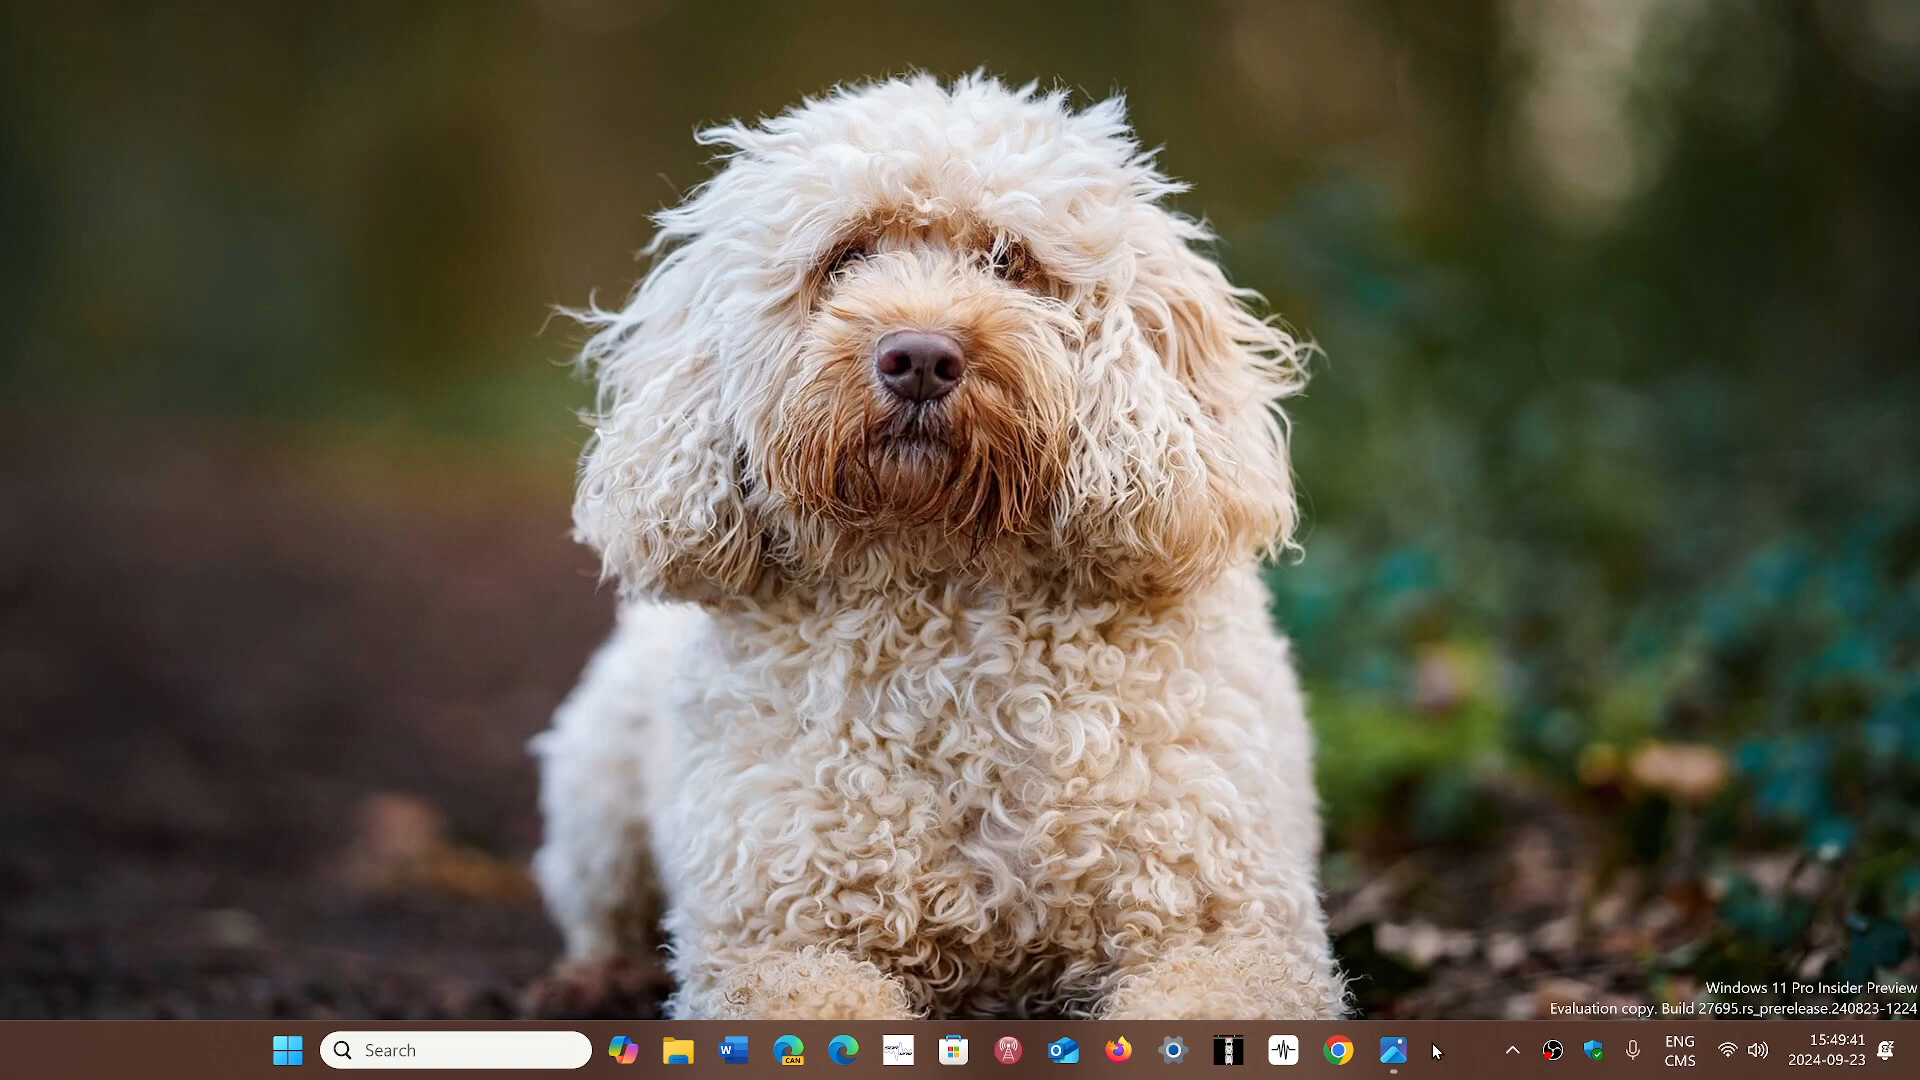 Windows 11 Pro Insider Preview
Evaluation copy. Build 27695.rs_prerelease.240823-1224
Search
W
CAN
ENG
CMS
15:49:41
2024-09-23